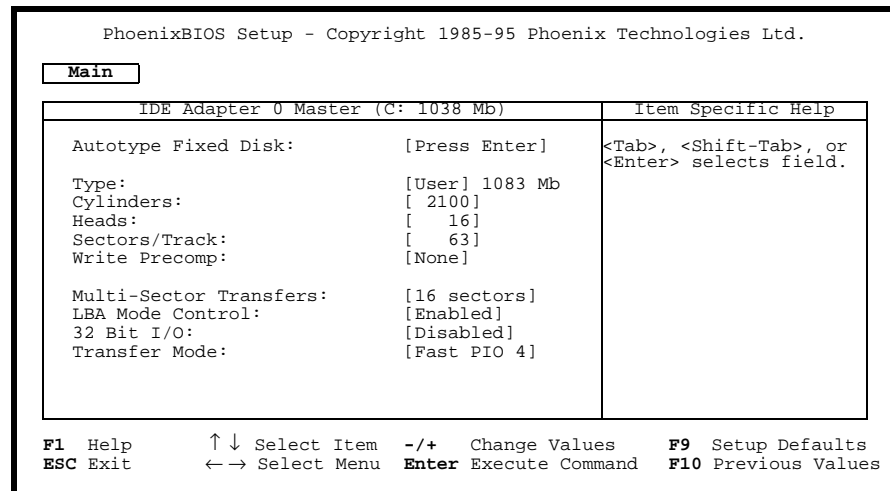 PhoenixBIOS Setup - Copyright 1985-95 Phoenix Technologies Ltd.
Main
IDE Adapter 0 Master (C: 1038 Mb)
Item Specific Help
Autotype Fixed Disk: [Press Enter]
<Tab>, <Shift-Tab>, or
<Enter> selects field.
Type: [User] 1083 Mb
Cylinders: [ 2100]
Heads: [ 16]
Sectors/Track: [ 63]
Write Precomp: [None]
Multi-Sector Transfers: [16 sectors]
LBA Mode Control: [Enabled]
32 Bit I/O: [Disabled]
Transfer Mode: [Fast PIO 4]
F1 Help ↑↓ Select Item -/+ Change Values F9 Setup Defaults
ESC Exit ←→ Select Menu Enter Execute Command F10 Previous Values